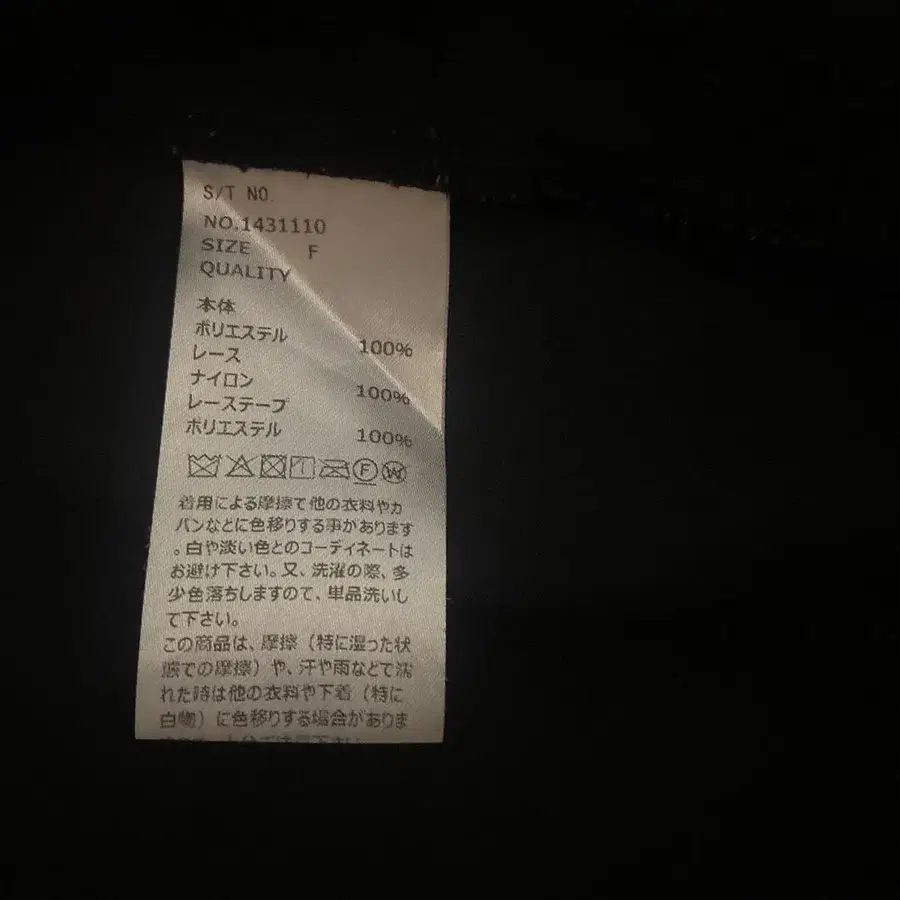 S/T NO.
NO.1431110
SIZE F
QUALITY
本体
ポリエステル 100%
レース
ナイロン 100%
レーステープ
ポリエステル 100%
F W
着用による摩擦で他の衣料やカ
バンなどに色移りする事があります
。白や淡い色とのコーディネートは
お避け下さい。又、洗濯の際、多
少色落ちしますので、単品洗いし
て下さい。
この商品は、摩擦（特に湿った状
態での摩擦）や、汗や雨などで濡
れた時は他の衣料や下着（特に
白物）に色移りする場合がありま